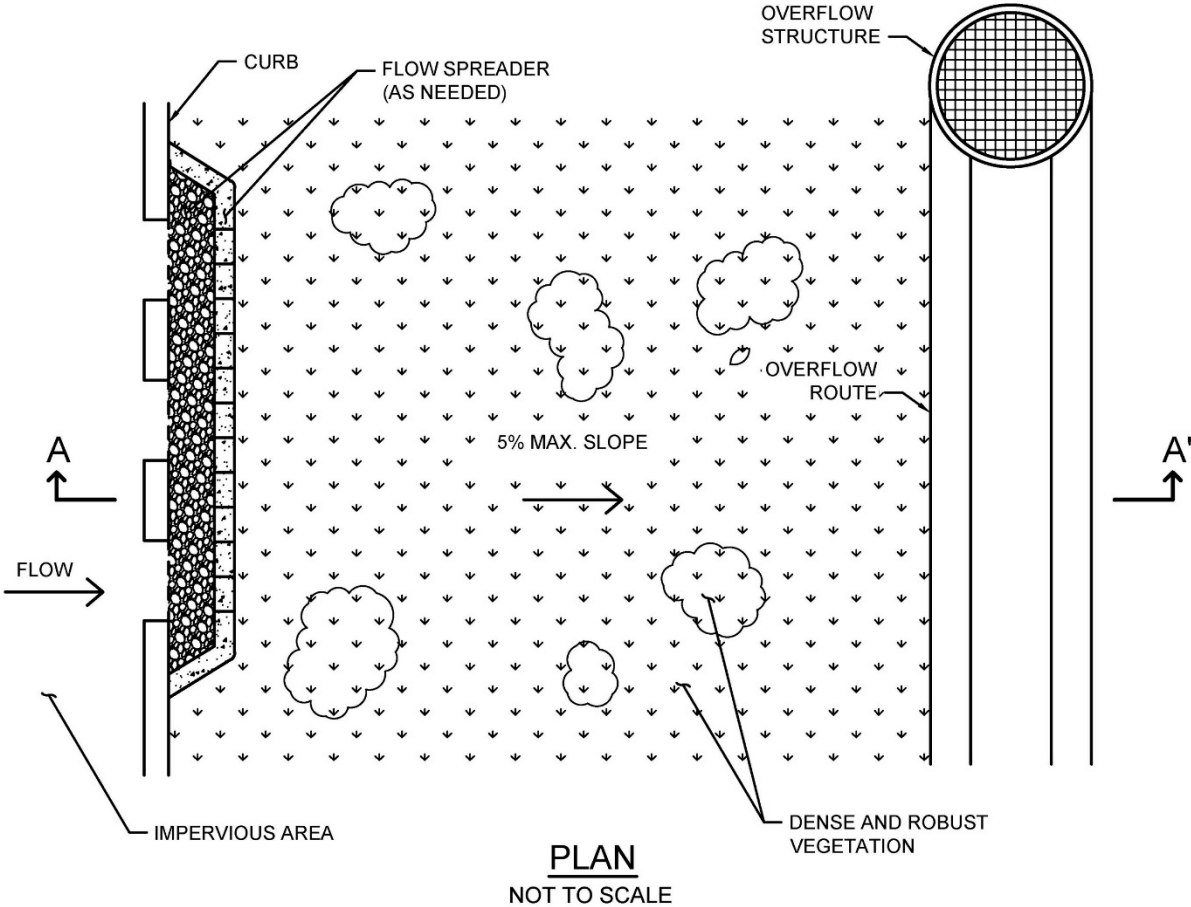 OVERFLOW
STRUCTURE
CURB
FLOW SPREADER
(AS NEEDED)
OVERFLOW
ROUTE
5% MAX. SLOPE
A
A'
FLOW
IMPERVIOUS AREA
DENSE AND ROBUST
VEGETATION
PLAN
NOT TO SCALE